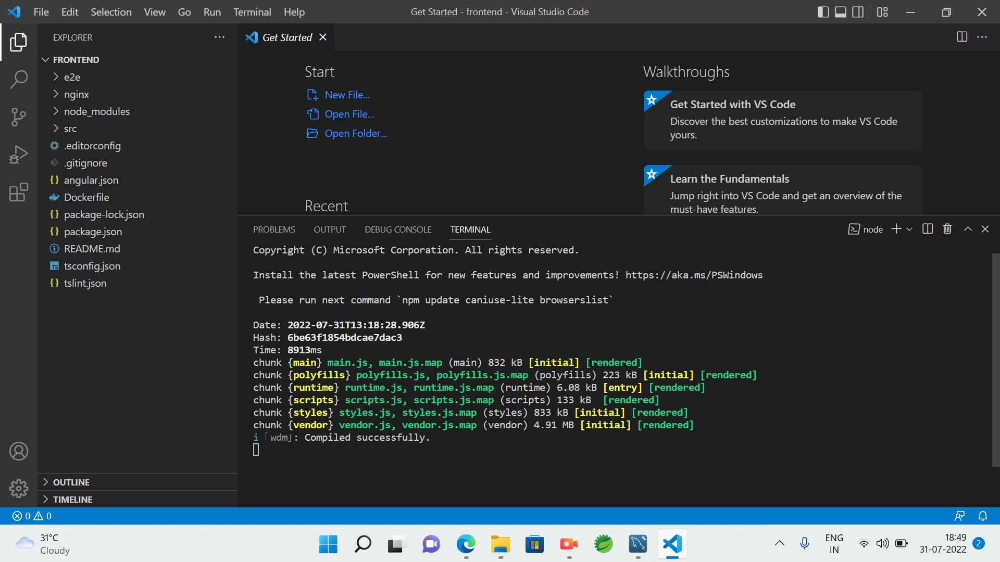 File Edit Selection View Go Run Terminal Help
Get Started - frontend - Visual Studio Code
EXPLORER
FRONTEND
e2e
nginx
node_modules
src
.editorconfig
.gitignore
angular.json
Dockerfile
package-lock.json
package.json
README.md
tsconfig.json
tslint.json
OUTLINE
TIMELINE
Get Started
Start
New File...
Open File...
Open Folder...
Recent
Walkthroughs
Get Started with VS Code
Discover the best customizations to make VS Code
yours.
Learn the Fundamentals
Jump right into VS Code and get an overview of the
must-have features.
PROBLEMS OUTPUT DEBUG CONSOLE TERMINAL
node
Copyright (C) Microsoft Corporation. All rights reserved.
Install the latest PowerShell for new features and improvements! https://aka.ms/PSWindows
Please run next command `npm update caniuse-lite browserslist`
Date: 2022-07-31T13:18:28.906Z
Hash: 6be63f1854bdcae7dac3
Time: 8913ms
chunk {main} main.js, main.js.map (main) 832 kB [initial] [rendered]
chunk {polyfills} polyfills.js, polyfills.js.map (polyfills) 223 kB [initial] [rendered]
chunk {runtime} runtime.js, runtime.js.map (runtime) 6.08 kB [entry] [rendered]
chunk {scripts} scripts.js, scripts.js.map (scripts) 133 kB  [rendered]
chunk {styles} styles.js, styles.js.map (styles) 833 kB [initial] [rendered]
chunk {vendor} vendor.js, vendor.js.map (vendor) 4.91 MB [initial] [rendered]
i ｢wdm｣: Compiled successfully.
0 0
31°C
Cloudy
ENG
IN
18:49
31-07-2022
2